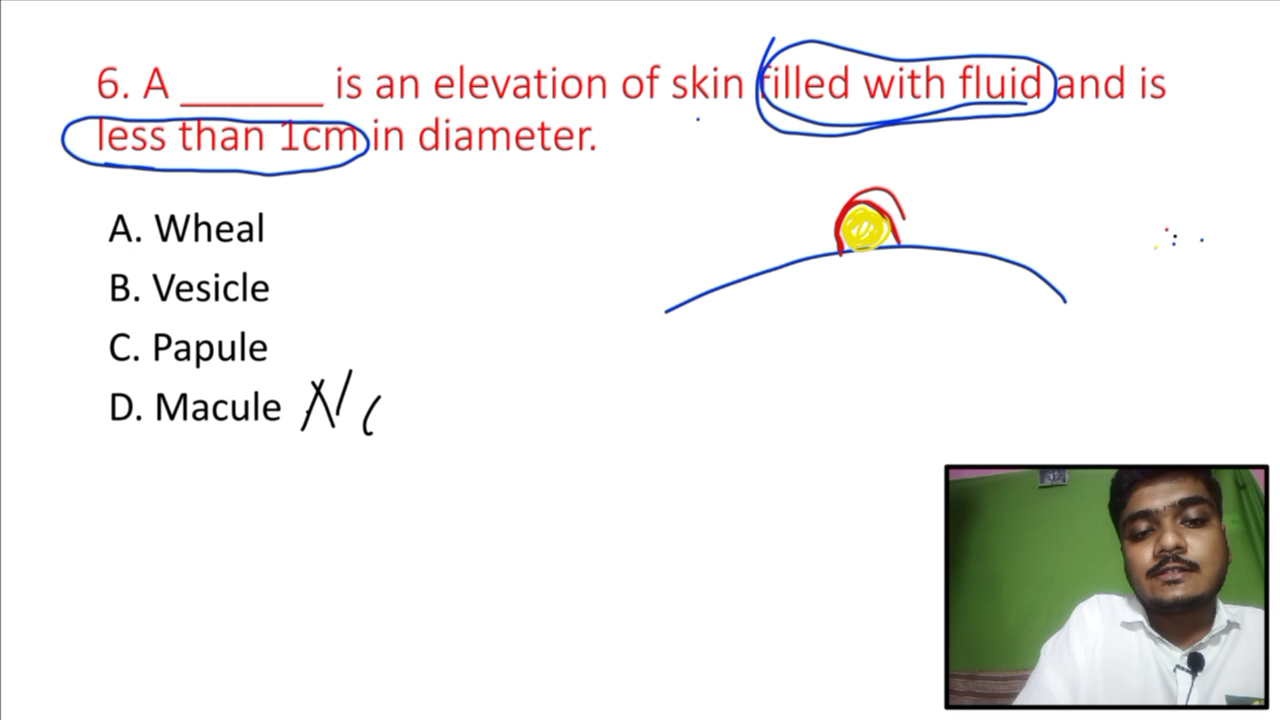 6. A ______ is an elevation of skin filled with fluid and is
less than 1cm in diameter.
A. Wheal
B. Vesicle
C. Papule
D. Macule